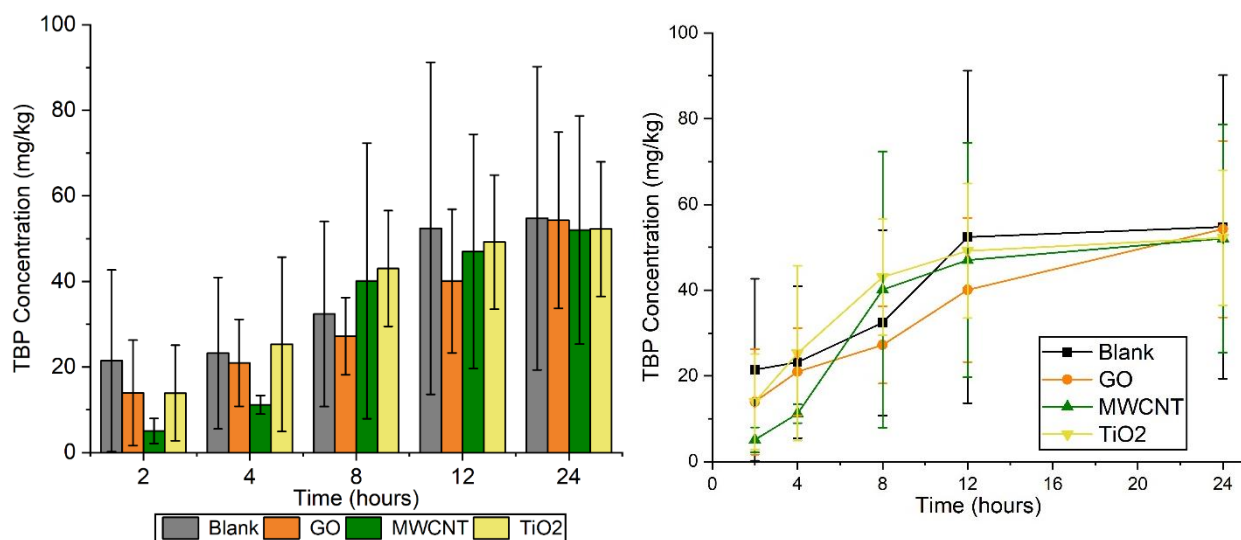 100
80
60
40
20
0
TBP Concentration (mg/kg)
2 4 8 12 24
Time (hours)
Blank GO MWCNT TiO2
100
80
60
40
20
0
TBP Concentration (mg/kg)
0 4 8 12 16 20 24
Time (hours)
Blank
GO
MWCNT
TiO2